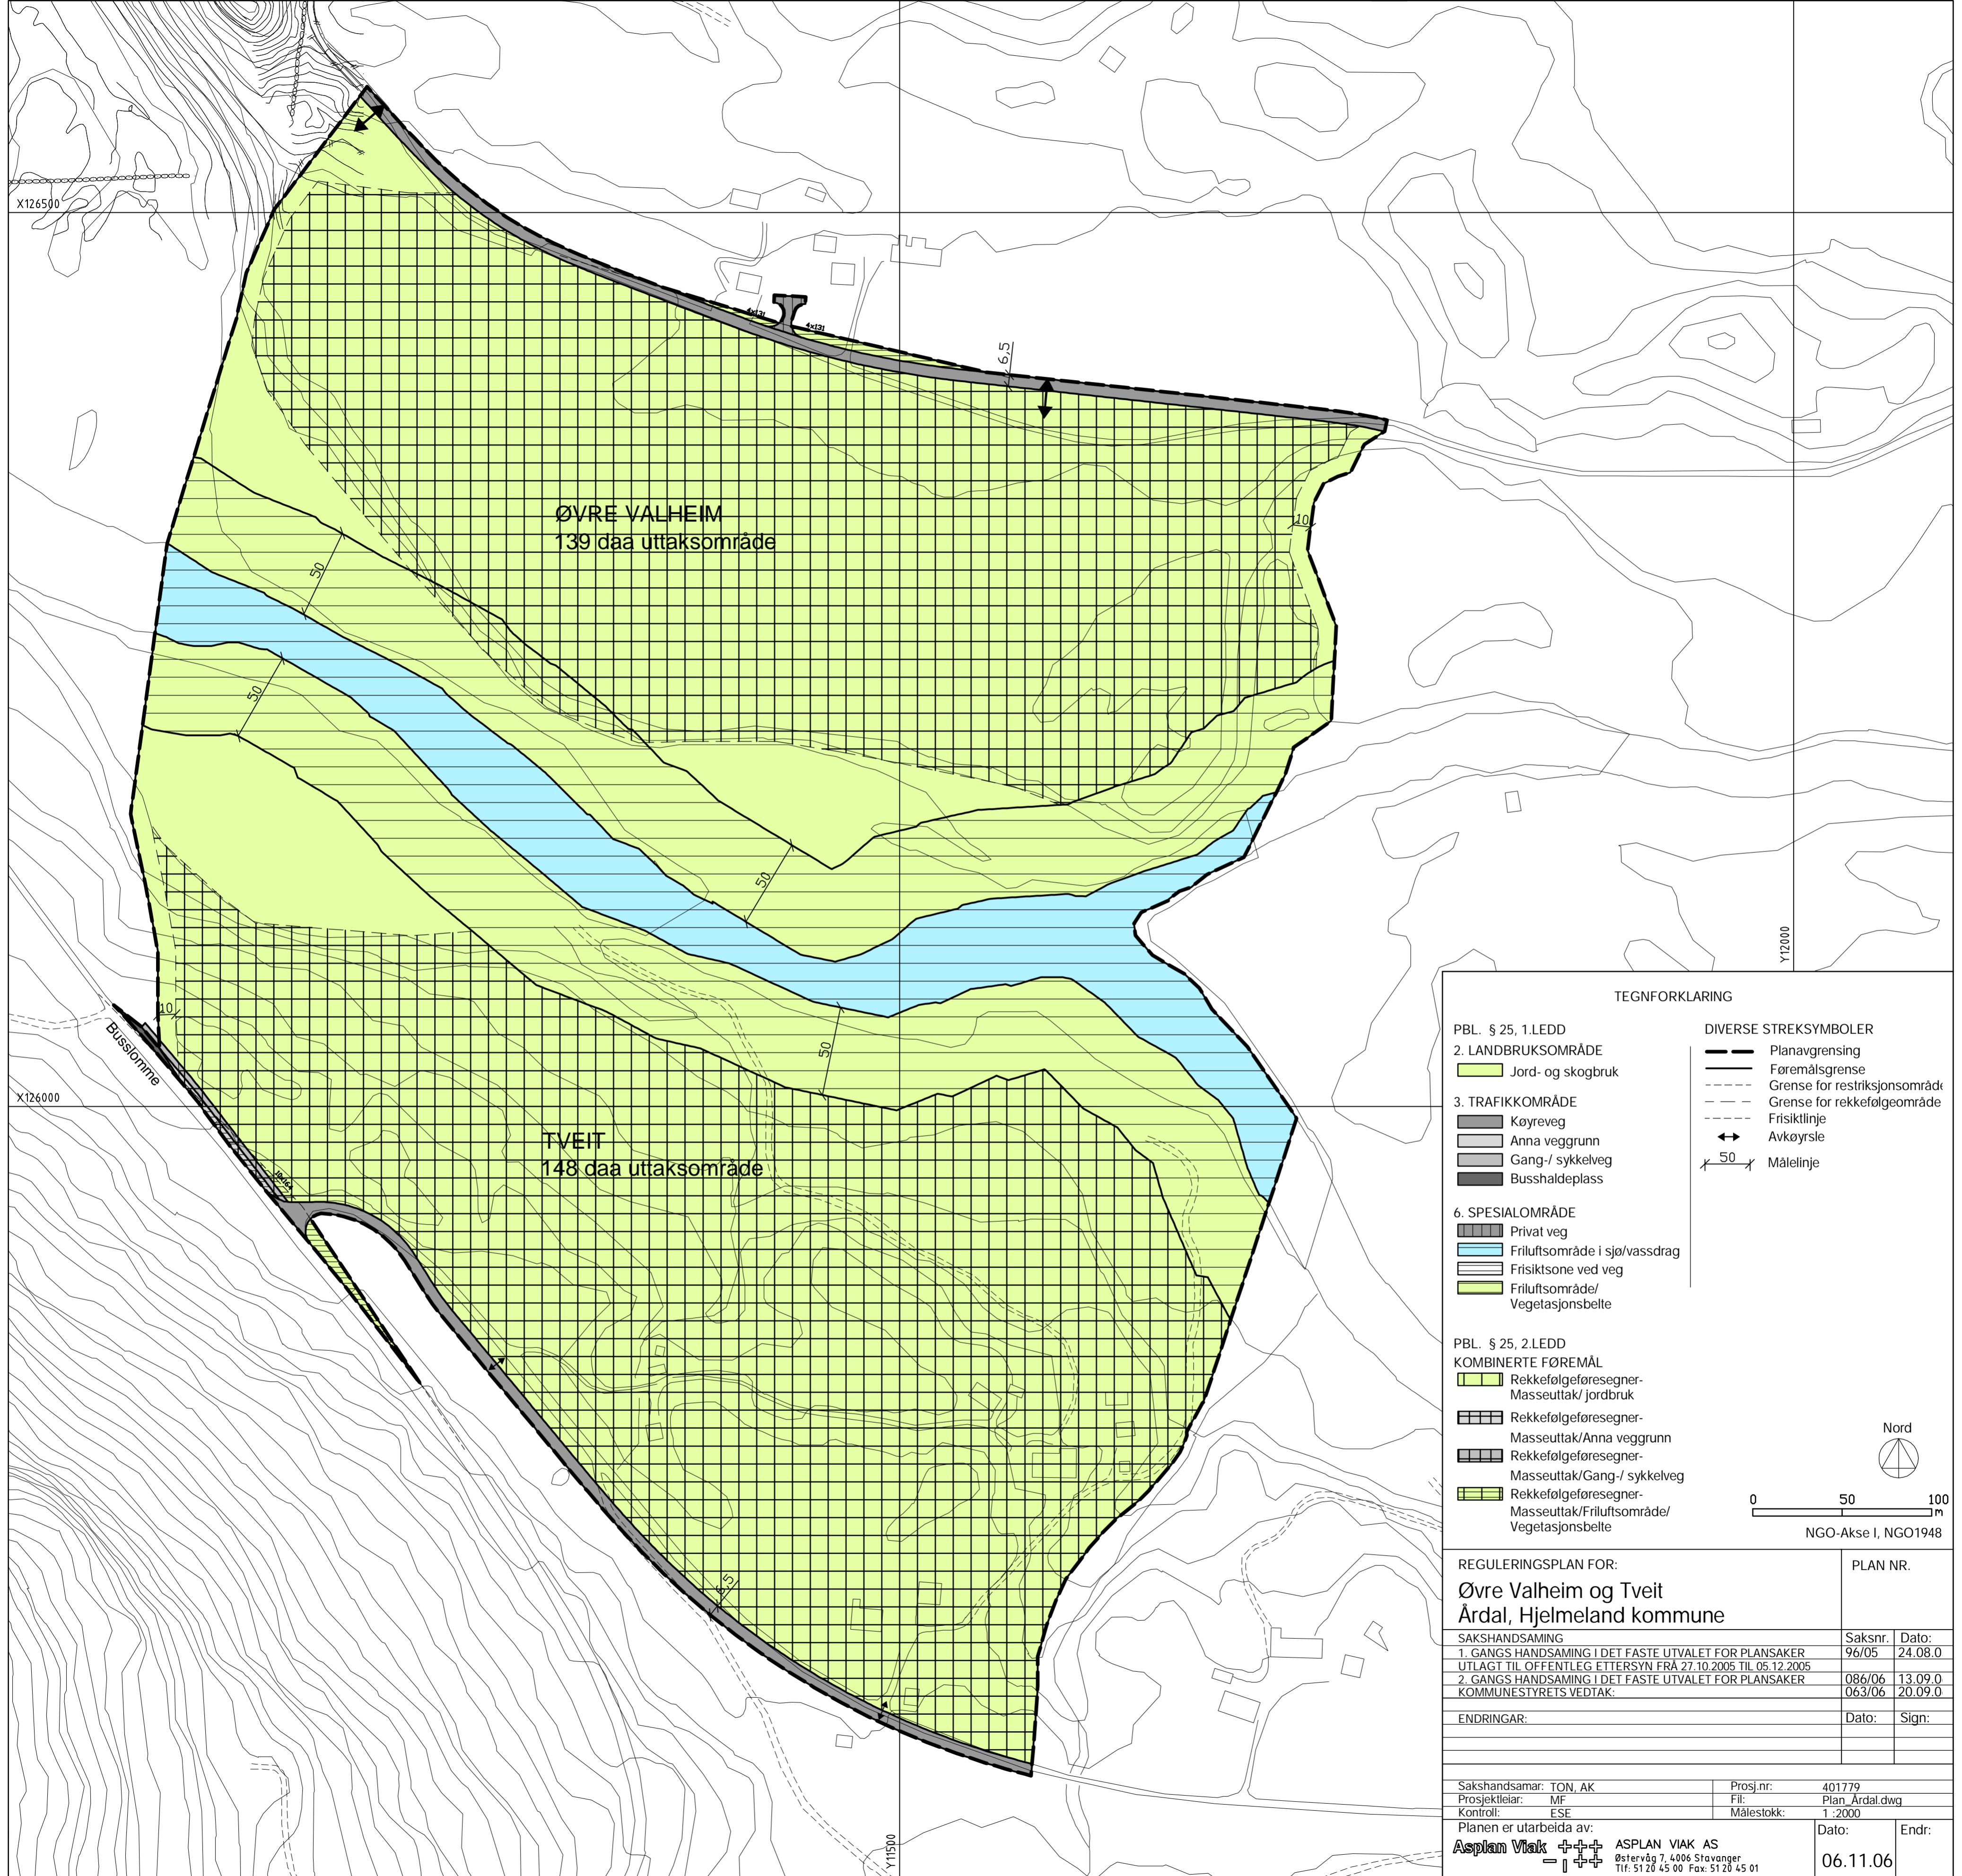 X126500
4x131
4x131
6,5
ØVRE VALHEIM
139 daa uttaksområde
10
50
50
50
10
Busslomme
X126000
50
TVEIT
148 daa uttaksområde
6,5
Y11500
Y12000
TEGNFORKLARING
PBL. § 25, 1.LEDD
2. LANDBRUKSOMRÅDE
Jord- og skogbruk
3. TRAFIKKOMRÅDE
Køyreveg
Anna veggrunn
Gang-/ sykkelveg
Busshaldeplass
6. SPESIALOMRÅDE
Privat veg
Friluftsområde i sjø/vassdrag
Frisiktsone ved veg
Friluftsområde/
Vegetasjonsbelte
DIVERSE STREKSYMBOLER
Planavgrensing
Føremålsgrense
Grense for restriksjonsområde
Grense for rekkefølgeområde
Frisiktlinje
Avkøyrsle
50 Målelinje
PBL. § 25, 2.LEDD
KOMBINERTE FØREMÅL
Rekkefølgeføresegner-
Masseuttak/ jordbruk
Rekkefølgeføresegner-
Masseuttak/Anna veggrunn
Rekkefølgeføresegner-
Masseuttak/Gang-/ sykkelveg
Rekkefølgeføresegner-
Masseuttak/Friluftsområde/
Vegetasjonsbelte
Nord
0 50 100
m
NGO-Akse I, NGO1948
REGULERINGSPLAN FOR:
PLAN NR.
Øvre Valheim og Tveit
Årdal, Hjelmeland kommune
SAKSHANDSAMING Saksnr. Dato:
1. GANGS HANDSAMING I DET FASTE UTVALET FOR PLANSAKER 96/05 24.08.0
UTLAGT TIL OFFENTLEG ETTERSYN FRÅ 27.10.2005 TIL 05.12.2005
2. GANGS HANDSAMING I DET FASTE UTVALET FOR PLANSAKER 086/06 13.09.0
KOMMUNESTYRETS VEDTAK: 063/06 20.09.0
ENDRINGAR: Dato: Sign:
Sakshandsamar: TON, AK Prosj.nr: 401779
Prosjektleiar: MF Fil: Plan_Årdal.dwg
Kontroll: ESE Målestokk: 1 :2000
Planen er utarbeida av: Dato: Endr:
Asplan Viak ASPLAN VIAK AS
Østervåg 7, 4006 Stavanger
Tlf: 51 20 45 00 Fax: 51 20 45 01
06.11.06